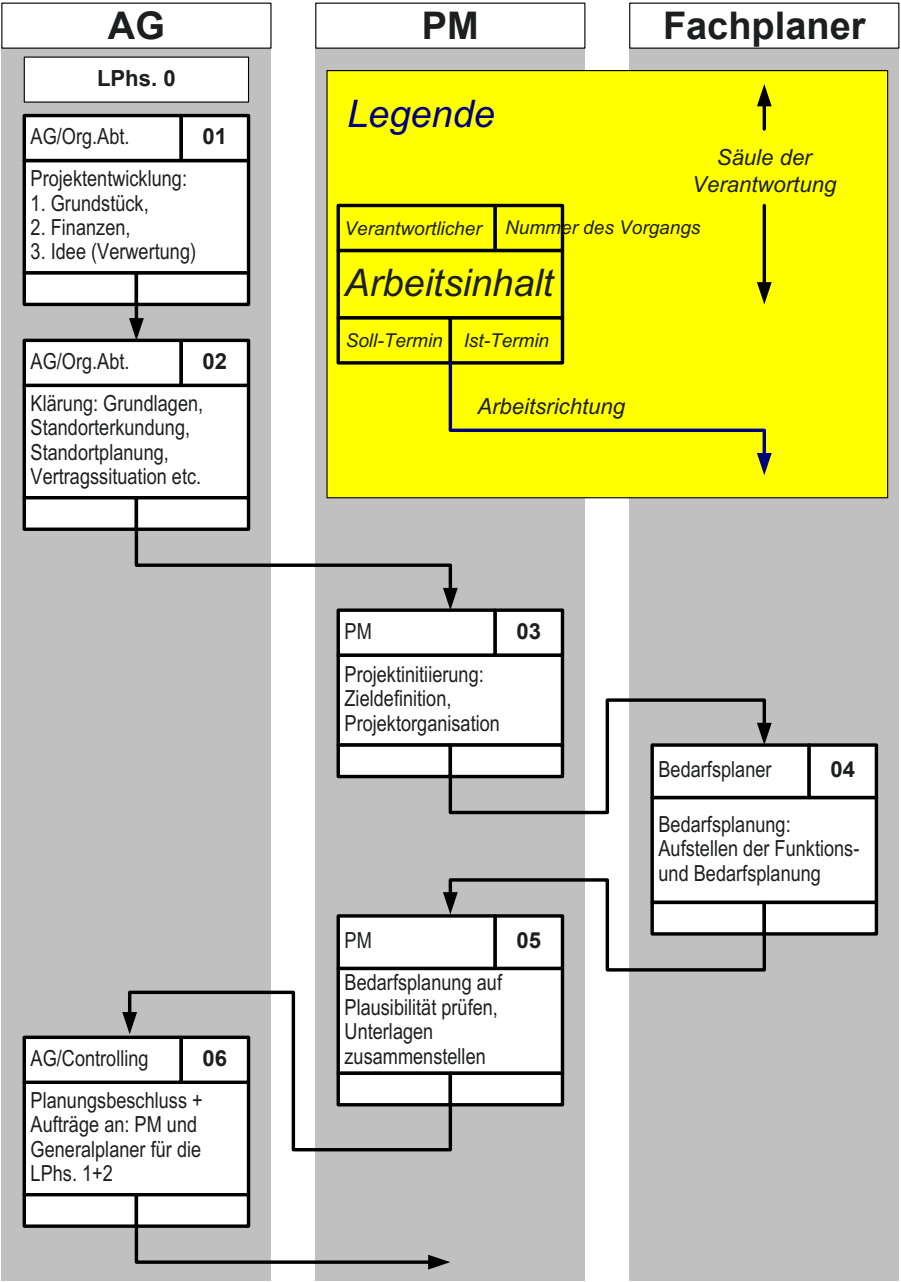 AG
PM
Fachplaner
LPhs. 0
AG/Org.Abt.
01
Projektentwicklung:
1. Grundstück,
2. Finanzen,
3. Idee (Verwertung)
Legende
Säule der
Verantwortung
Verantwortlicher
Nummer des Vorgangs
Arbeitsinhalt
Soll-Termin
Ist-Termin
Arbeitsrichtung
AG/Org.Abt.
02
Klärung: Grundlagen,
Standorterkundung,
Standortplanung,
Vertragssituation etc.
PM
03
Projektinitiierung:
Zieldefinition,
Projektorganisation
Bedarfsplaner
04
Bedarfsplanung:
Aufstellen der Funktions-
und Bedarfsplanung
PM
05
Bedarfsplanung auf
Plausibilität prüfen,
Unterlagen
zusammenstellen
AG/Controlling
06
Planungsbeschluss +
Aufträge an: PM und
Generalplaner für die
LPhs. 1+2